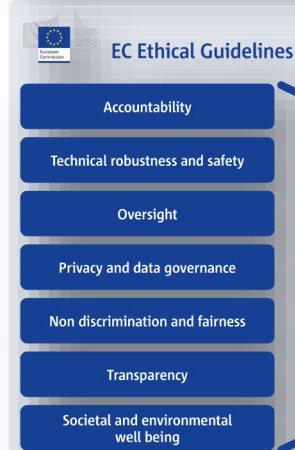 European
Commission
EC Ethical Guidelines
Accountability
Technical robustness and safety
Oversight
Privacy and data governance
Non discrimination and fairness
Transparency
Societal and environmental
well being